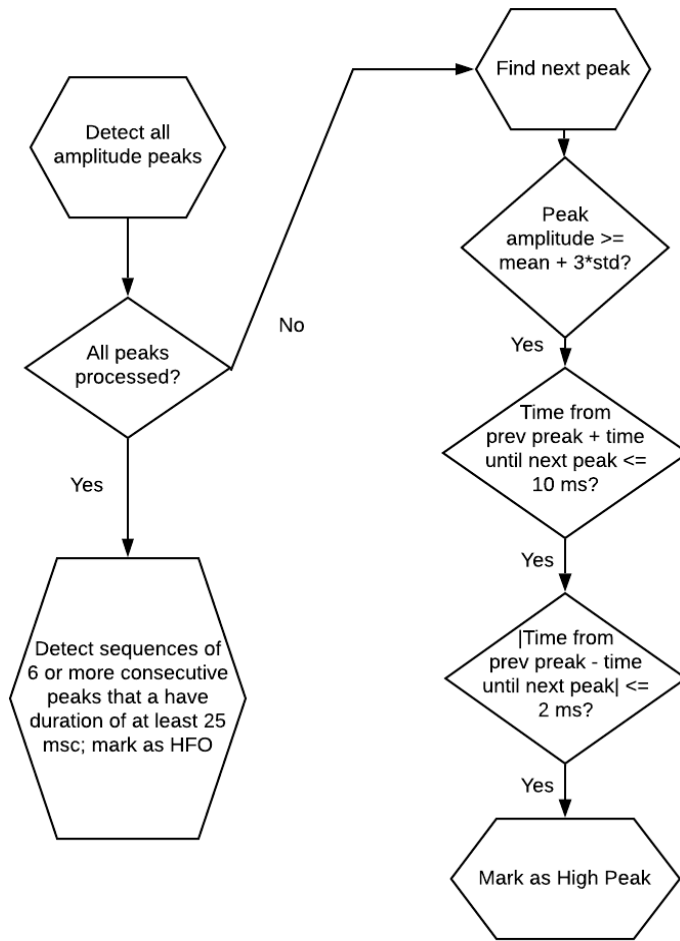 Detect all
amplitude peaks
All peaks
processed?
Yes
Detect sequences of
6 or more consecutive
peaks that a have
duration of at least 25
msc; mark as HFO
No
Find next peak
Peak
amplitude >=
mean + 3*std?
Yes
Time from
prev preak + time
until next peak <=
10 ms?
Yes
|Time from
prev preak - time
until next peak| <=
2 ms?
Yes
Mark as High Peak